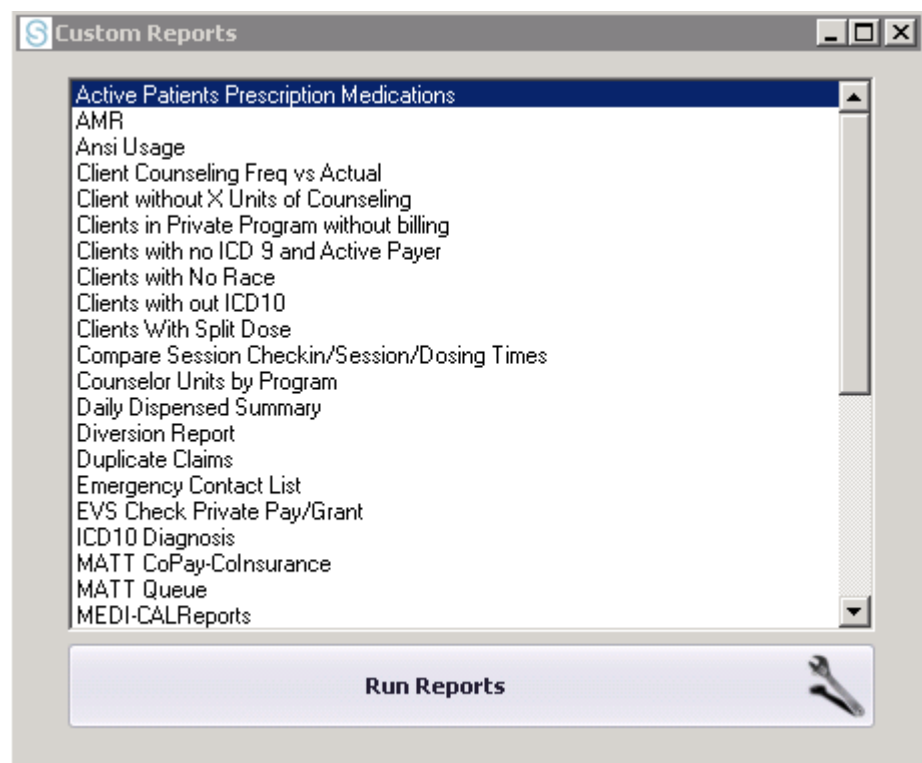 Custom Reports
Active Patients Prescription Medications
AMR
Ansi Usage
Client Counseling Freq vs Actual
Client without X Units of Counseling
Clients in Private Program without billing
Clients with no ICD 9 and Active Payer
Clients with No Race
Clients with out ICD10
Clients With Split Dose
Compare Session Checkin/Session/Dosing Times
Counselor Units by Program
Daily Dispensed Summary
Diversion Report
Duplicate Claims
Emergency Contact List
EVS Check Private Pay/Grant
ICD10 Diagnosis
MATT CoPay-CoInsurance
MATT Queue
MEDI-CALReports
Run Reports